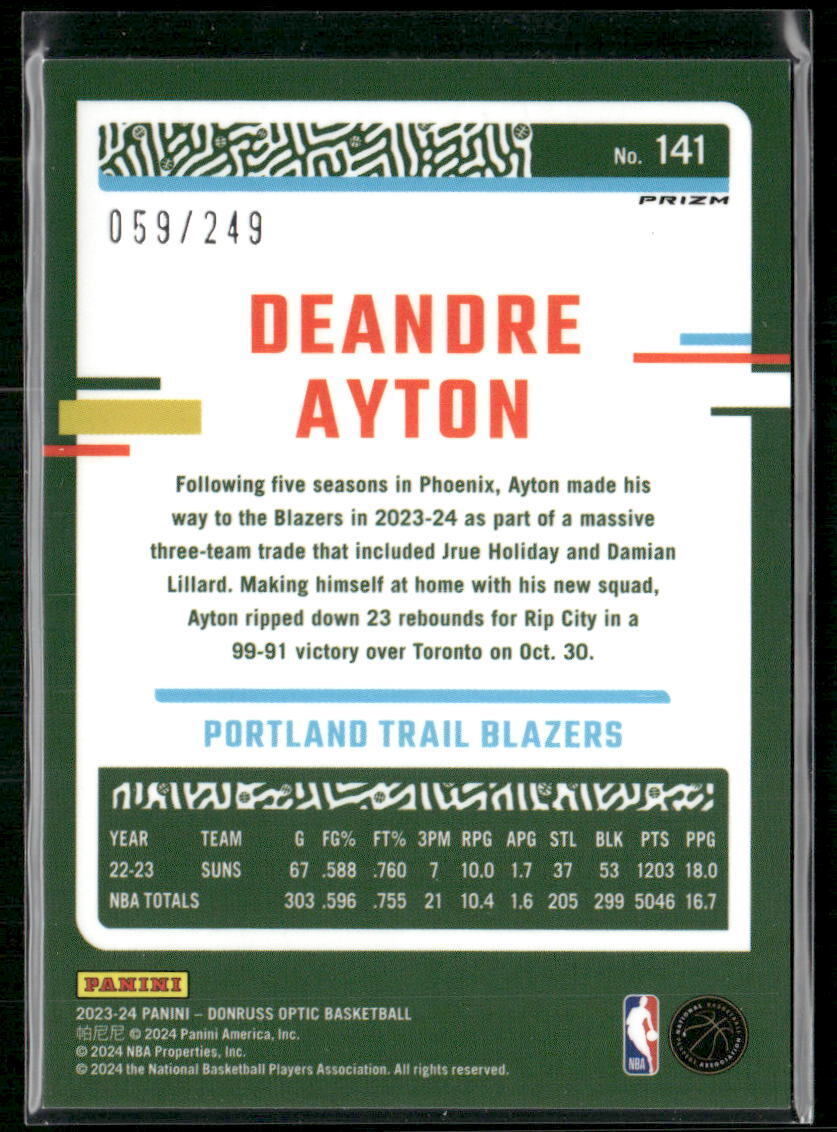 No. 141
PRIZM
059/249
DEANDRE
AYTON
Following five seasons in Phoenix, Ayton made his
way to the Blazers in 2023-24 as part of a massive
three-team trade that included Jrue Holiday and Damian
Lillard. Making himself at home with his new squad,
Ayton ripped down 23 rebounds for Rip City in a
99-91 victory over Toronto on Oct. 30.
PORTLAND TRAIL BLAZERS
YEAR TEAM G FG% FT% 3PM RPG APG STL BLK PTS PPG
22-23 SUNS 67 .588 .760 7 10.0 1.7 37 53 1203 18.0
NBA TOTALS 303 .596 .755 21 10.4 1.6 205 299 5046 16.7
PANINI
2023-24 PANINI – DONRUSS OPTIC BASKETBALL
帕尼尼 © 2024 Panini America, Inc.
© 2024 NBA Properties, Inc.
© 2024 the National Basketball Players Association. All rights reserved.
NBA
NATIONAL BASKETBALL PLAYERS ASSOCIATION